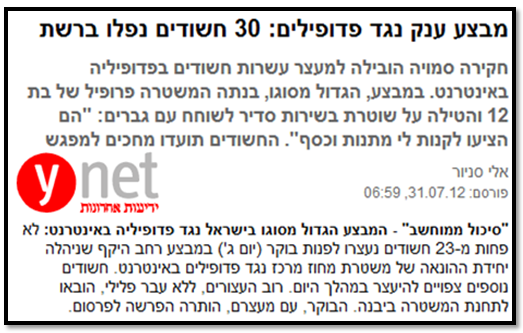 מבצע ענק נגד פדופילים: 30 חשודים נפלו ברשת
חקירה סמויה הובילה למעצר עשרות חשודים בפדופיליה
באינטרנט. במבצע, הגדול מסוגו, בנתה המשטרה פרופיל של בת
12 והטילה על שוטרת בשירות סדיר לשוחח עם גברים: "הם
הציעו לקנות לי מתנות וכסף". החשודים תועדו מחכים למפגש
אלי סניור
פורסם: 31.07.12, 06:59
ynet
ידיעות אחרונות
"סיכול ממוחשב" - המבצע הגדול מסוגו בישראל נגד פדופיליה באינטרנט: לא
פחות מ-23 חשודים נעצרו לפנות בוקר (יום ג') במבצע רחב היקף שניהלה
יחידת ההונאה של משטרת מחוז מרכז נגד פדופילים באינטרנט. חשודים
נוספים צפויים להיעצר במהלך היום. רוב העצורים, ללא עבר פלילי, הובאו
לתחנת המשטרה ביבנה. הבוקר, עם מעצרם, הותרה הפרשה לפרסום.